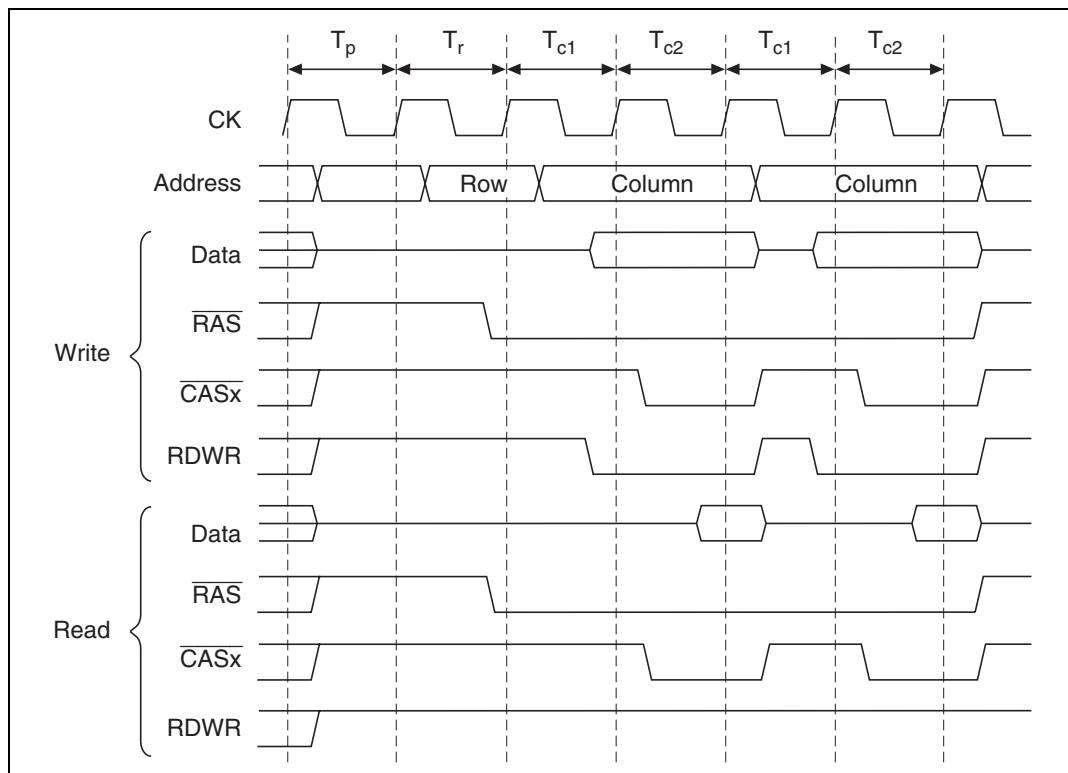 Tp Tr Tc1 Tc2 Tc1 Tc2
CK
Address Row Column Column
Data
RAS
Write
CASx
RDWR
Data
RAS
Read
CASx
RDWR